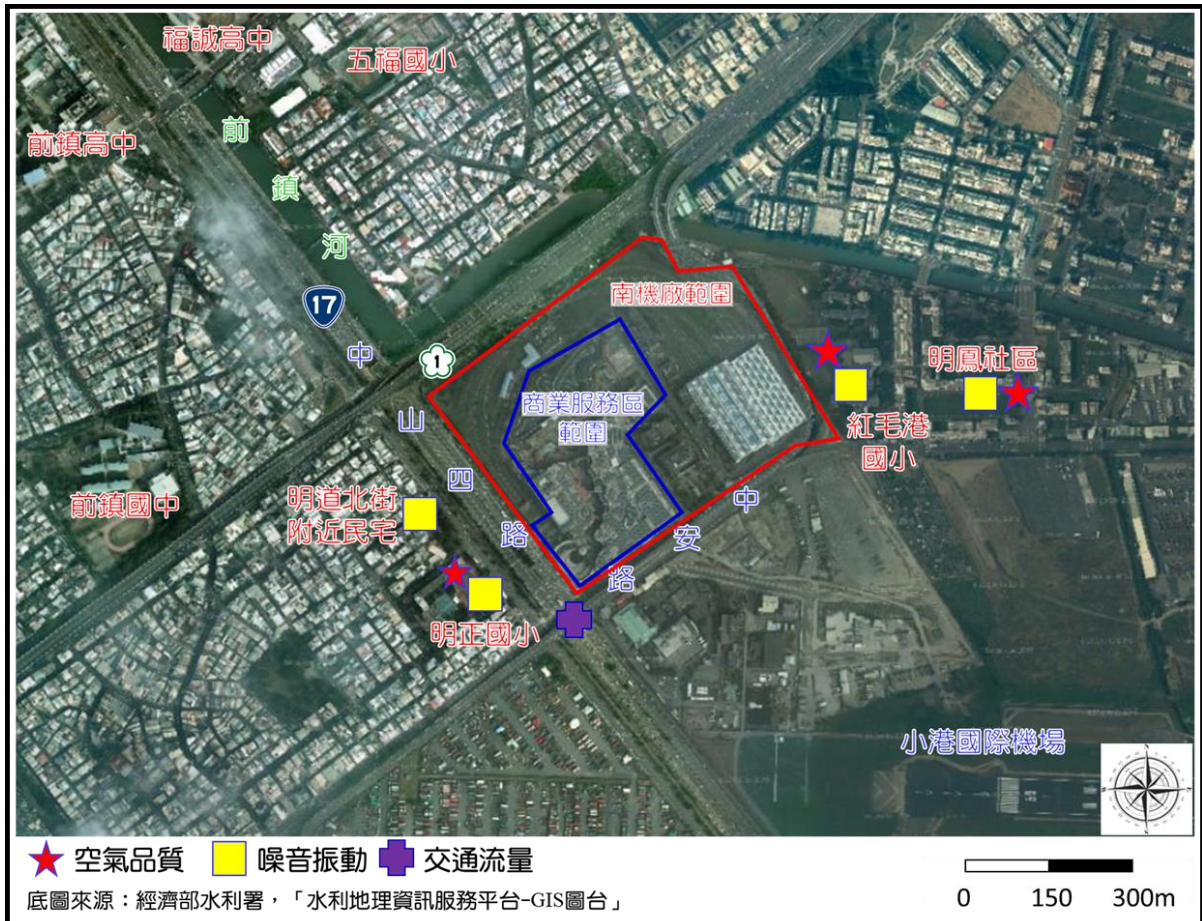 福誠高中
五福國小
前鎮高中
前
鎮
河
17
南機廠範圍
中
1
明鳳社區
商業服務區
範圍
山
紅毛港
國小
四
中
前鎮國中
明道北街
附近民宅
路
安
路
明正國小
小港國際機場
空氣品質 噪音振動 交通流量
底圖來源：經濟部水利署，「水利地理資訊服務平台-GIS圖台」
0 150 300m